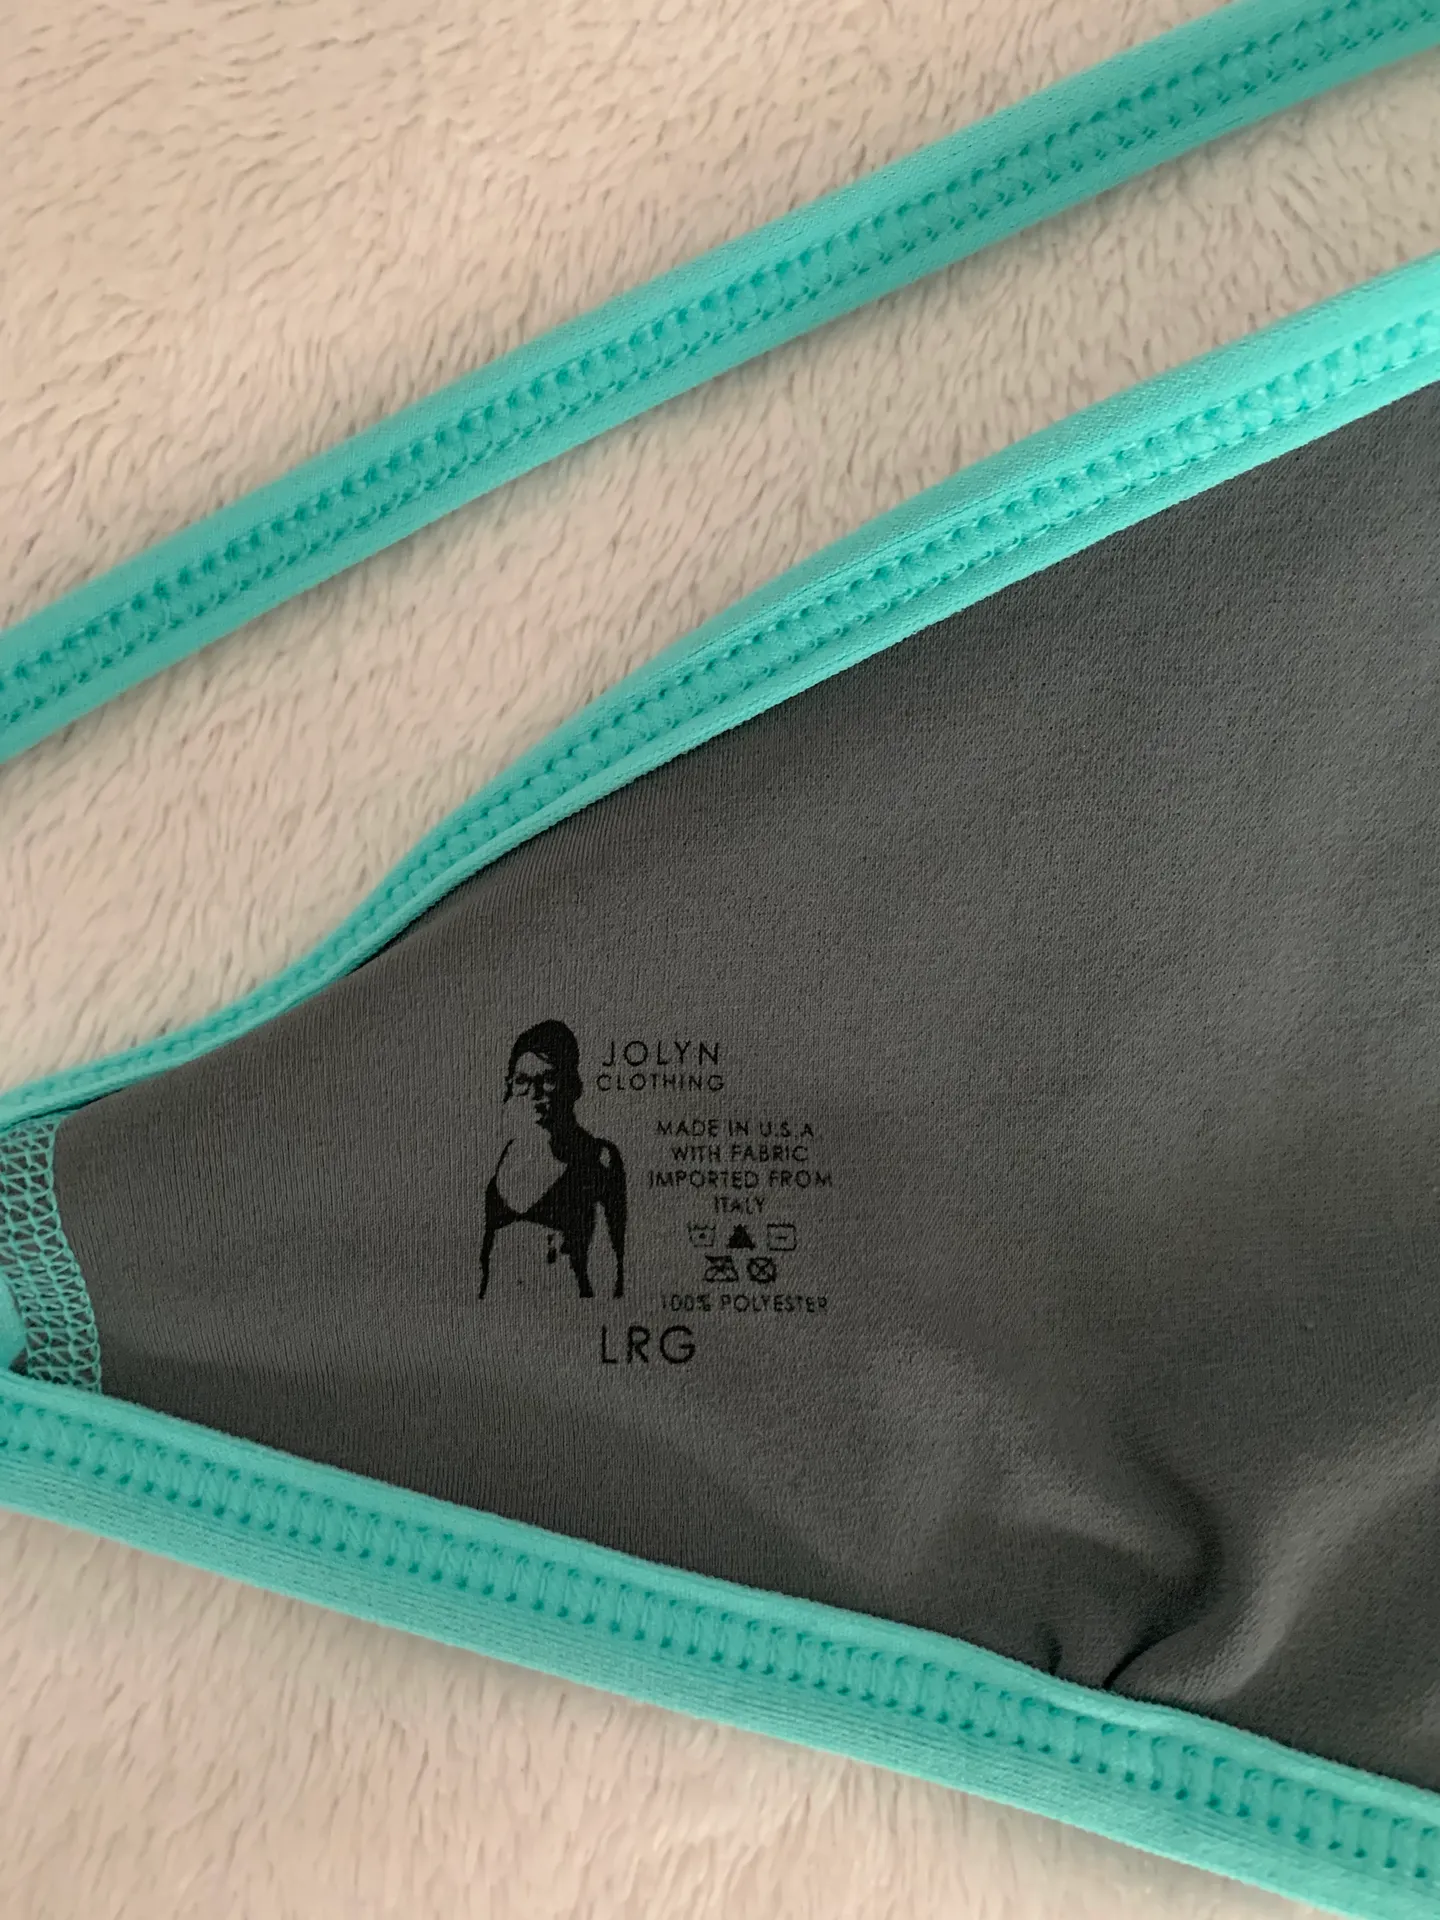 JOLYN
CLOTHING
MADE IN U.S.A.
WITH FABRIC
IMPORTED FROM
ITALY
100% POLYESTER
LRG